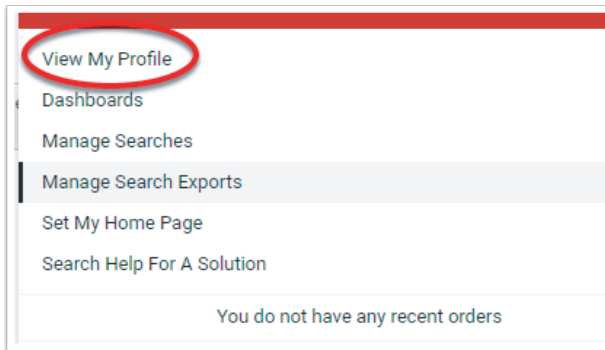 View My Profile
Dashboards
Manage Searches
Manage Search Exports
Set My Home Page
Search Help For A Solution
You do not have any recent orders